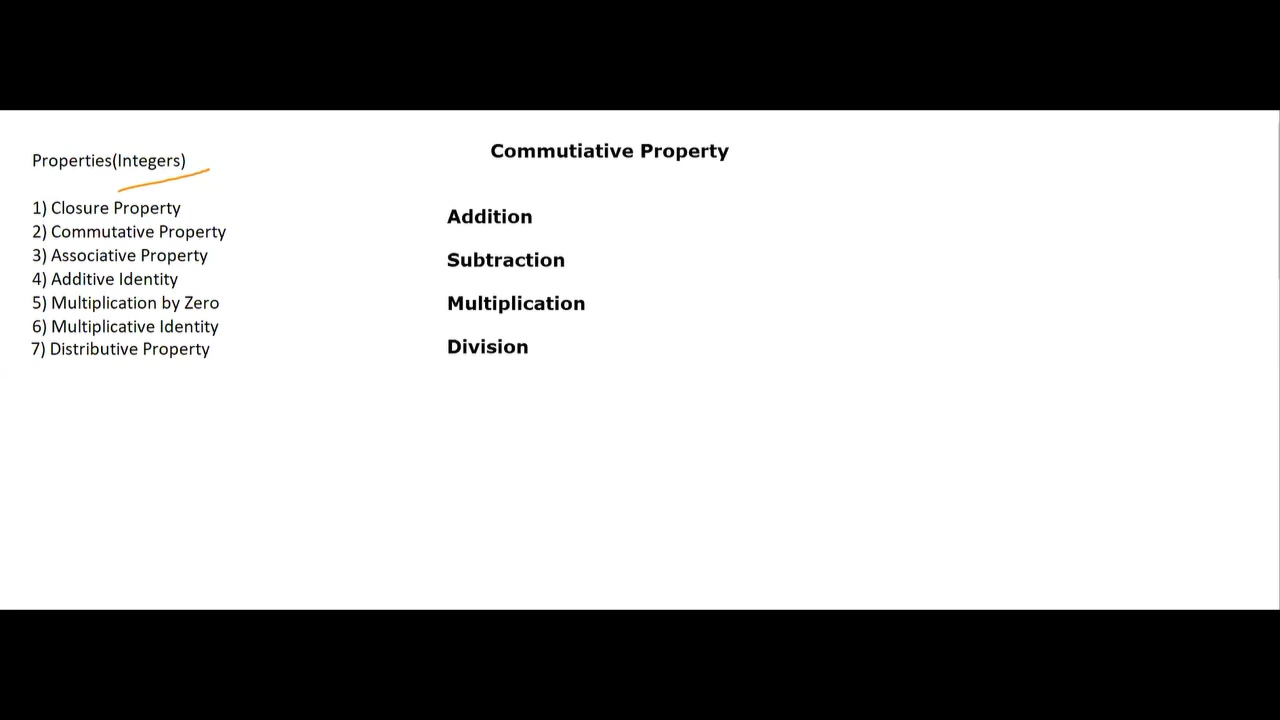 Properties(Integers)
1) Closure Property
2) Commutative Property
3) Associative Property
4) Additive Identity
5) Multiplication by Zero
6) Multiplicative Identity
7) Distributive Property
Commutiative Property
Addition
Subtraction
Multiplication
Division